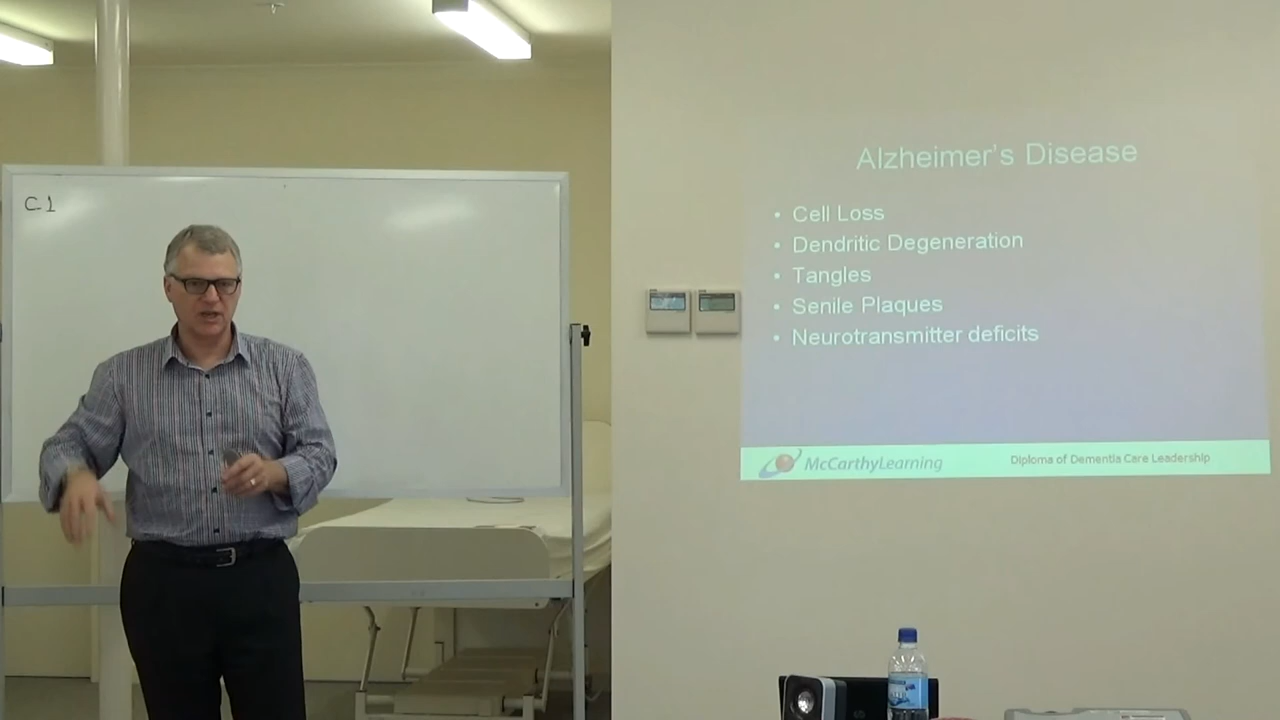 C.1
Alzheimer's Disease
• Cell Loss
• Dendritic Degeneration
• Tangles
• Senile Plaques
• Neurotransmitter deficits
McCarthyLearning
Diploma of Dementia Care Leadership